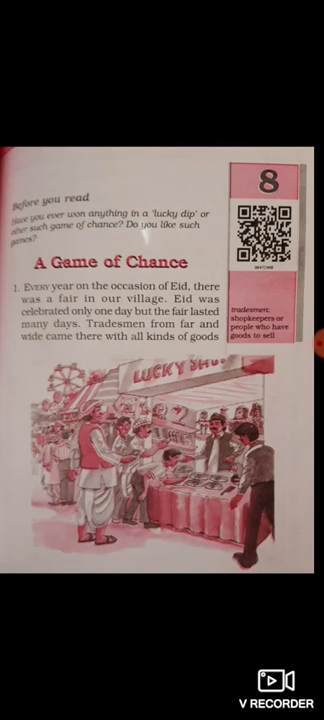 Before you read
Have you ever won anything in a 'lucky dip' or
other such game of chance? Do you like such
games?
8
A Game of Chance
1. EVERY year on the occasion of Eid, there
was a fair in our village. Eid was
celebrated only one day but the fair lasted
many days. Tradesmen from far and
wide came there with all kinds of goods
tradesmen:
shopkeepers or
people who have
goods to sell
LUCKY SHOP
V RECORDER